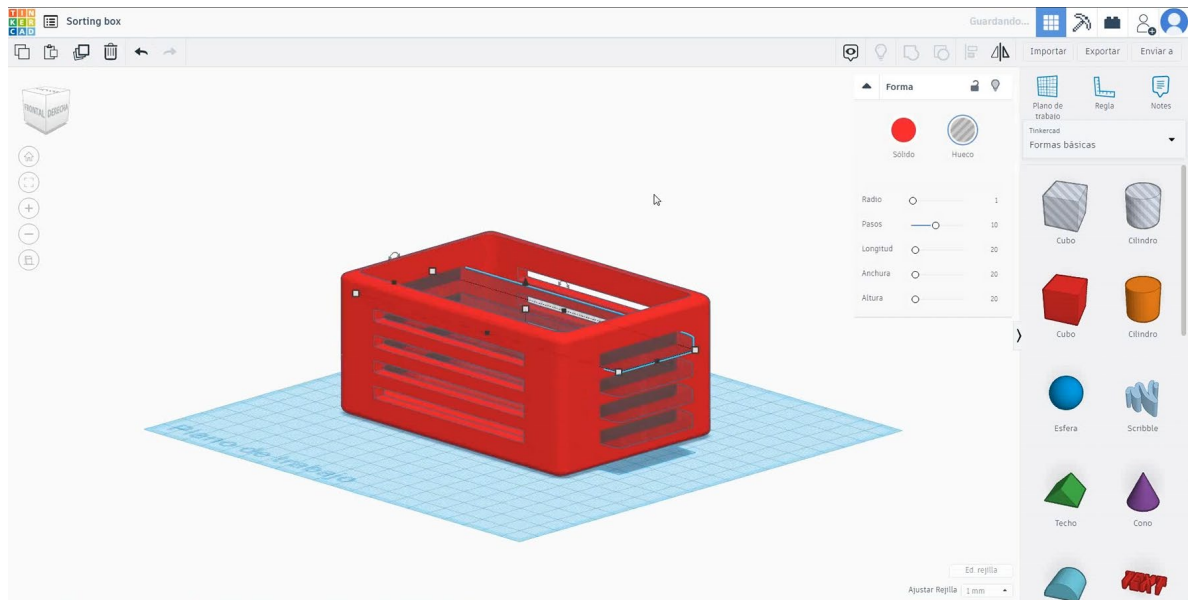 TIN
KER
CAD
Sorting box
Guardando...
Importar
Exportar
Enviar a
FRONTAL
DERECHA
Forma
Sólido
Hueco
Radio
1
Pasos
10
Longitud
20
Anchura
20
Altura
20
Plano de trabajo
Plano de
trabajo
Regla
Notes
Tinkercad
Formas básicas
Cubo
Cilindro
Cubo
Cilindro
Esfera
Scribble
Techo
Cono
TEXT
Ed. rejilla
Ajustar Rejilla
1 mm